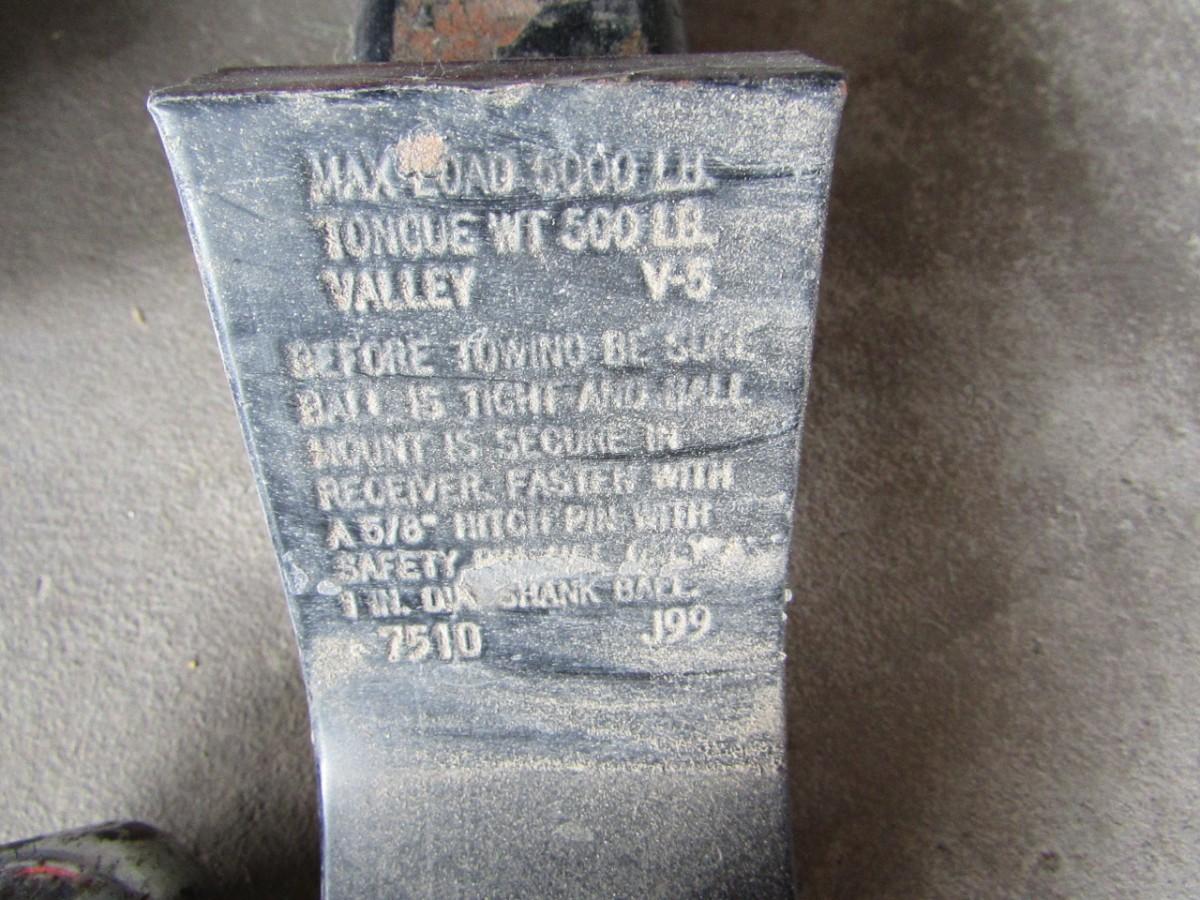 MAX LOAD 5000 LB.
TONGUE WT 500 LB.
VALLEY V-5
BEFORE TOWING BE SURE
BALL IS TIGHT AND BALL
MOUNT IS SECURE IN
RECEIVER. FASTEN WITH
A 5/8" HITCH PIN WITH
SAFETY
1 IN. DIA. SHANK BALL.
7510 J99